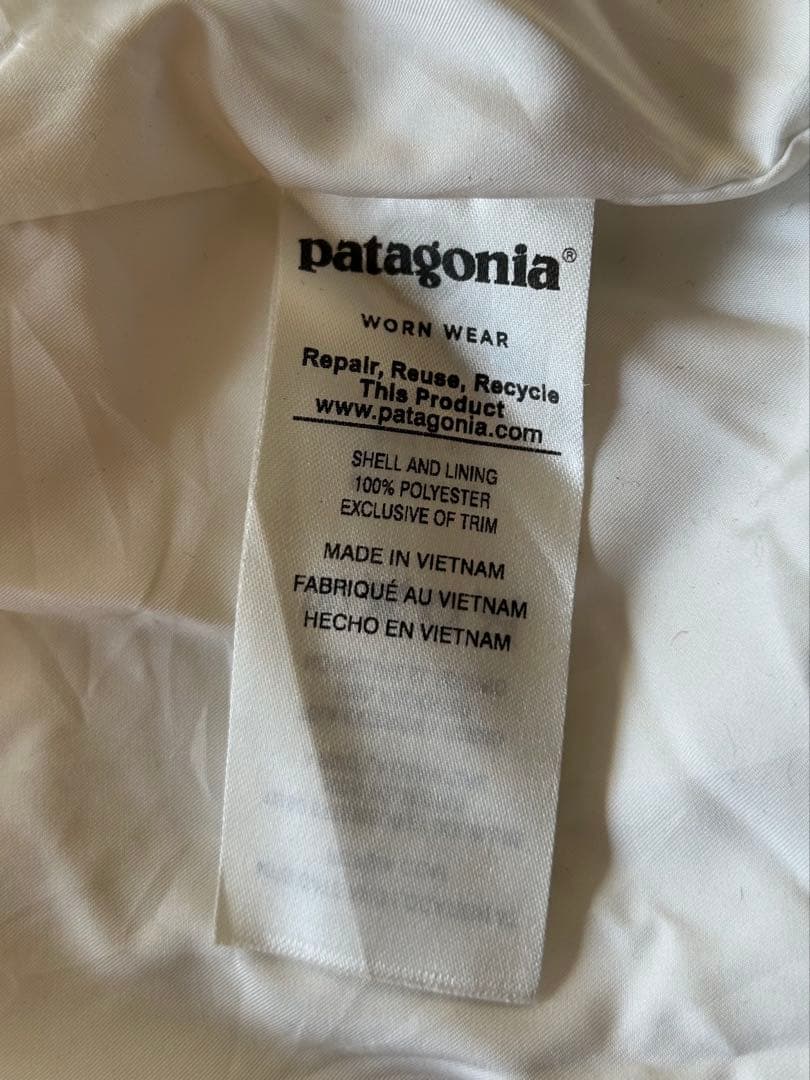 patagonia®
WORN WEAR
Repair, Reuse, Recycle
This Product
www.patagonia.com
SHELL AND LINING
100% POLYESTER
EXCLUSIVE OF TRIM
MADE IN VIETNAM
FABRIQUÉ AU VIETNAM
HECHO EN VIETNAM